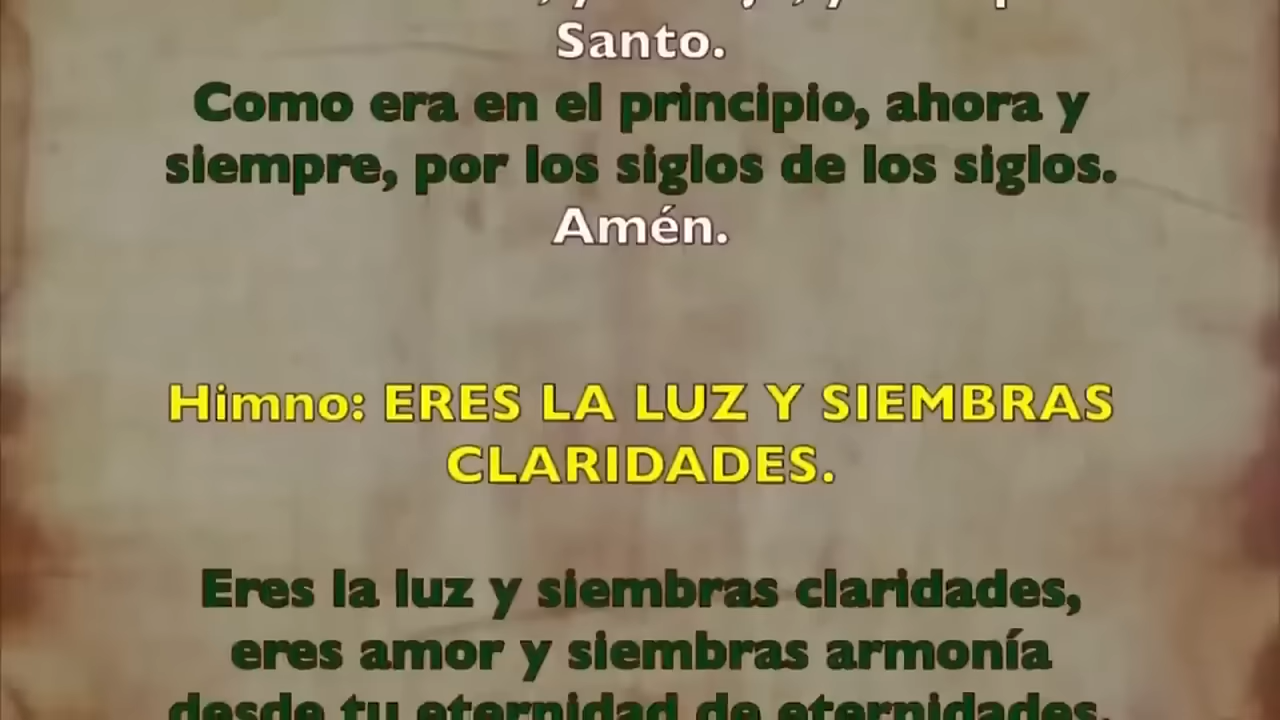 Santo.
Como era en el principio, ahora y
siempre, por los siglos de los siglos.
Amén.
Himno: ERES LA LUZ Y SIEMBRAS
CLARIDADES.
Eres la luz y siembras claridades,
eres amor y siembras armonía
desde tu eternidad de eternidades.